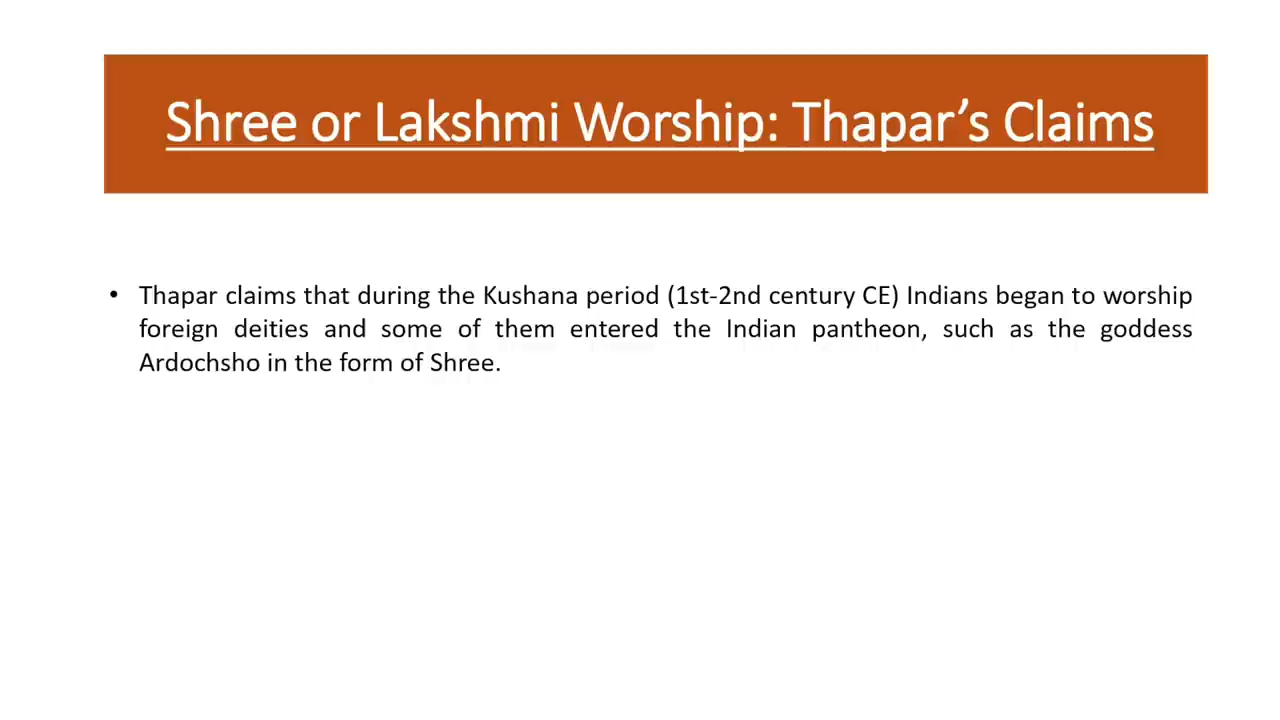 Shree or Lakshmi Worship: Thapar’s Claims
• Thapar claims that during the Kushana period (1st-2nd century CE) Indians began to worship
foreign deities and some of them entered the Indian pantheon, such as the goddess
Ardochsho in the form of Shree.